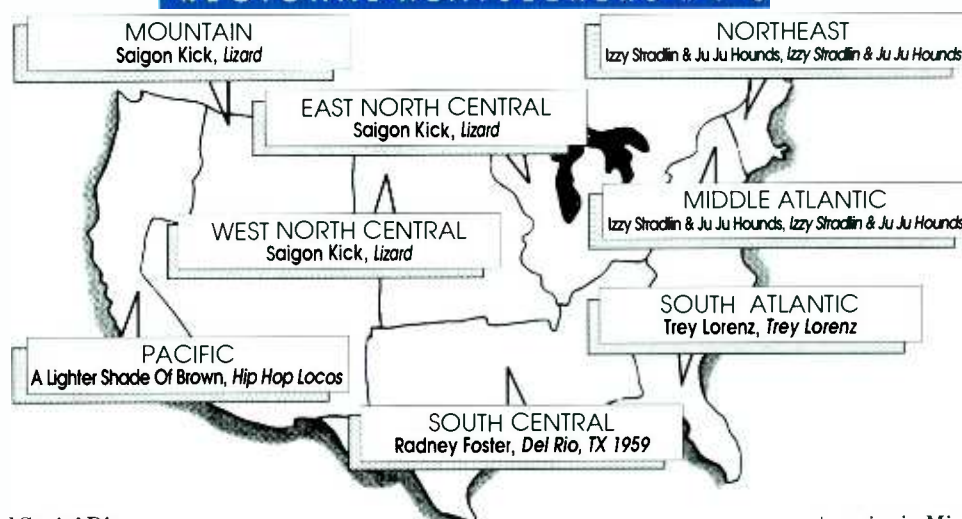 MOUNTAIN
Saigon Kick, Lizard
NORTHEAST
Izzy Stradlin & Ju Ju Hounds, Izzy Stradlin & Ju Ju Hounds
EAST NORTH CENTRAL
Saigon Kick, Lizard
MIDDLE ATLANTIC
Izzy Stradlin & Ju Ju Hounds, Izzy Stradlin & Ju Ju Hounds
WEST NORTH CENTRAL
Saigon Kick, Lizard
SOUTH ATLANTIC
Trey Lorenz, Trey Lorenz
PACIFIC
A Lighter Shade Of Brown, Hip Hop Locos
SOUTH CENTRAL
Radney Foster, Del Rio, TX 1959